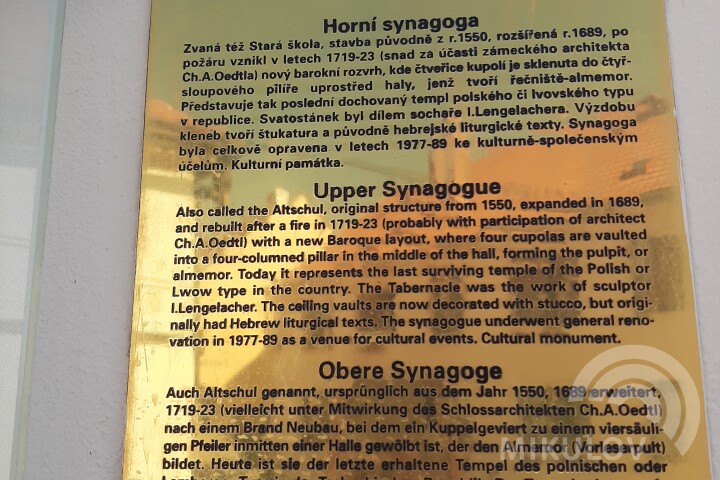 Horní synagoga
Zvaná též Stará škola, stavba původně z r.1550, rozšířená r.1689, po
požáru vznikl v letech 1719-23 (snad za účasti zámeckého architekta
Ch.A.Oedtla) nový barokní rozvrh, kde čtveřice kupolí je sklenuta do čtyř-
sloupového pilíře uprostřed haly, jenž tvoří řečniště-almemor.
Představuje tak poslední dochovaný templ polského či lvovského typu
v republice. Svatostánek byl dílem sochaře I.Lengelachera. Výzdobu
kleneb tvoří štukatura a původně hebrejské liturgické texty. Synagoga
byla celkově opravena v letech 1977-89 ke kulturně-společenským
účelům. Kulturní památka.
Upper Synagogue
Also called the Altschul, original structure from 1550, expanded in 1689,
and rebuilt after a fire in 1719-23 (probably with participation of architect
Ch.A.Oedtl) with a new Baroque layout, where four cupolas are vaulted
into a four-columned pillar in the middle of the hall, forming the pulpit, or
almemor. Today it represents the last surviving temple of the Polish or
Lwow type in the country. The Tabernacle was the work of sculptor
I.Lengelacher. The ceiling vaults are now decorated with stucco, but origi-
nally had Hebrew liturgical texts. The synagogue underwent general reno-
vation in 1977-89 as a venue for cultural events. Cultural monument.
Obere Synagoge
Auch Altschul genannt, ursprünglich aus dem Jahr 1550, 1689 erweitert,
1719-23 (vielleicht unter Mitwirkung des Schlossarchitekten Ch.A.Oedtl)
nach einem Brand Neubau, bei dem ein Kuppelgeviert zu einem viersäuli-
gen Pfeiler inmitten einer Halle gewölbt ist, der den Almemor (Vorleserpult)
bildet. Heute ist sie der letzte erhaltene Tempel des polnischen oder
MIKULOV